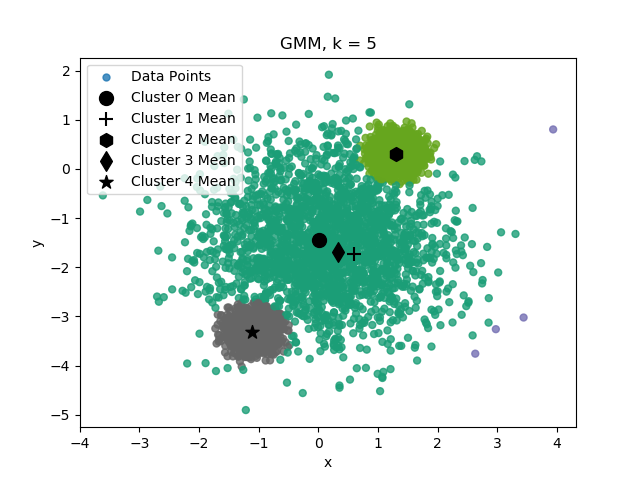 GMM, k = 5
Data Points
Cluster 0 Mean
Cluster 1 Mean
Cluster 2 Mean
Cluster 3 Mean
Cluster 4 Mean
2
1
0
−1
−2
−3
−4
−5
y
−4 −3 −2 −1 0 1 2 3 4
x